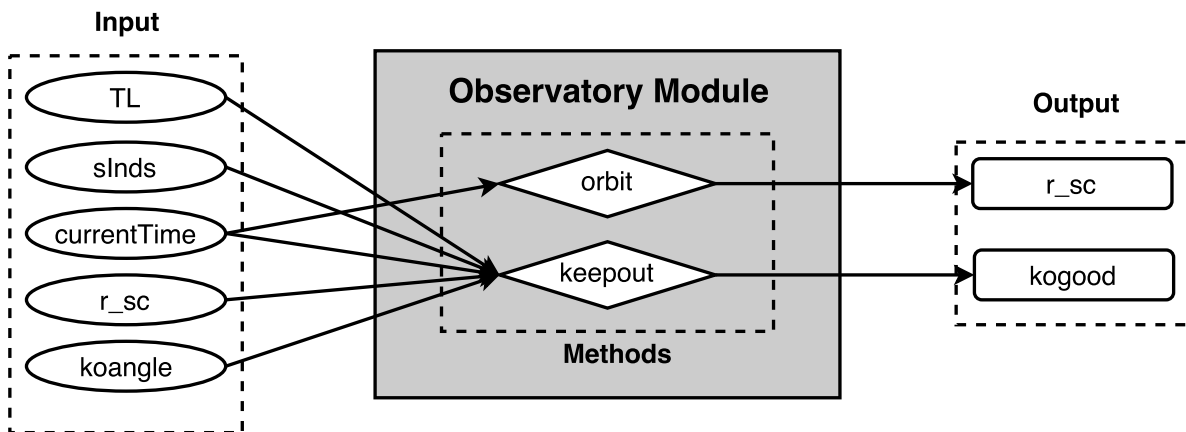 Input
TL
sInds
currentTime
r_sc
koangle
Observatory Module
orbit
keepout
Methods
Output
r_sc
kogood